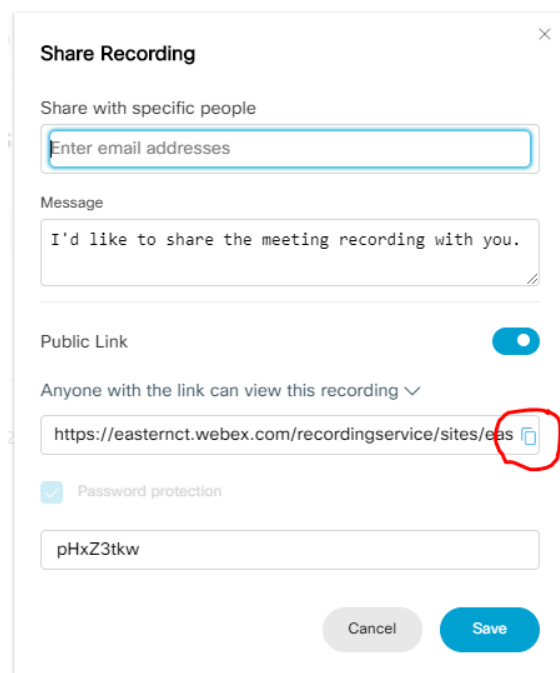 Share Recording
Share with specific people
Enter email addresses
Message
I'd like to share the meeting recording with you.
Public Link
Anyone with the link can view this recording
https://easternct.webex.com/recordingservice/sites/eas
Password protection
pHxZ3tkw
Cancel
Save